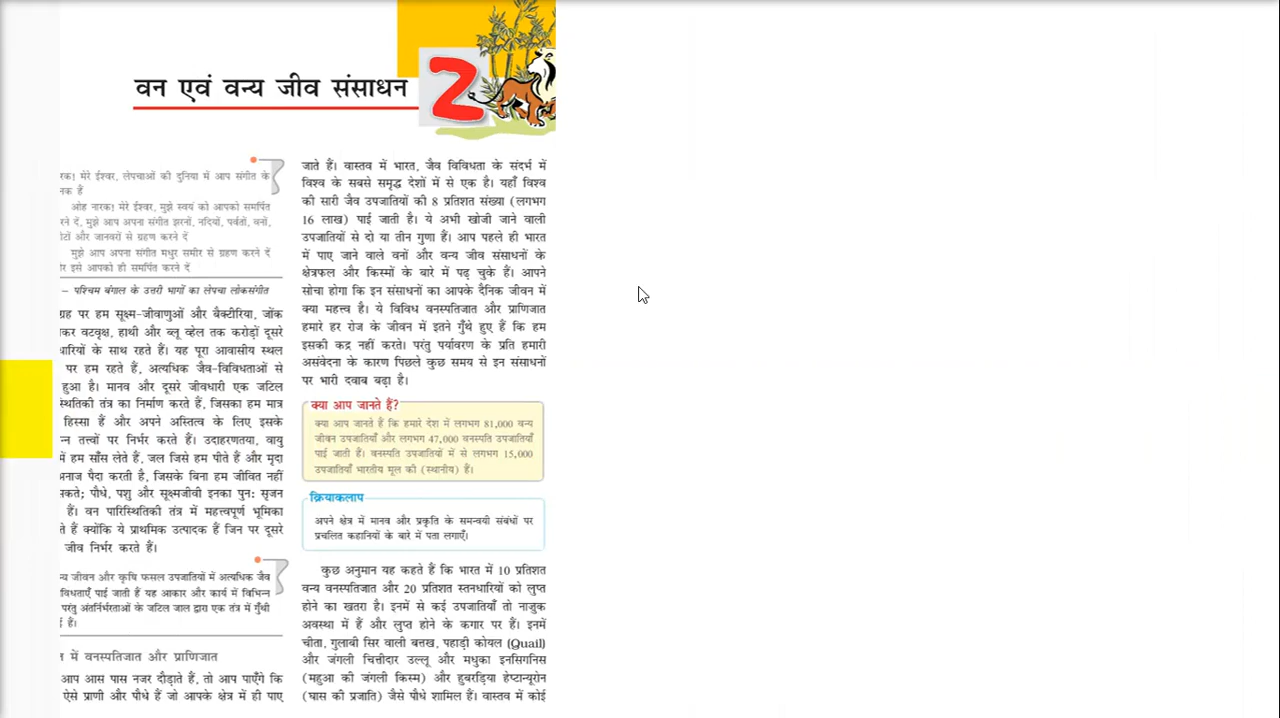 वन एवं वन्य जीव संसाधन
2
नारक! मेरे ईश्वर, लेपचाओं की दुनिया में आप संगीत के
जनक हैं
ओह नारक! मेरे ईश्वर, मुझे स्वयं को आपको समर्पित
करने दें, मुझे आप अपना संगीत झरनों, नदियों, पर्वतों, वनों,
कीटों और जानवरों से ग्रहण करने दें
मुझे आप अपना संगीत मधुर समीर से ग्रहण करने दें
और इसे आपको ही समर्पित करने दें
– पश्चिम बंगाल के उत्तरी भागों का लेपचा लोकसंगीत
ग्रह पर हम सूक्ष्म-जीवाणुओं और बैक्टीरिया, जोंक
कर वटवृक्ष, हाथी और ब्लू व्हेल तक करोड़ों दूसरे
धारियों के साथ रहते हैं। यह पूरा आवासीय स्थल
पर हम रहते हैं, अत्यधिक जैव-विविधताओं से
हुआ है। मानव और दूसरे जीवधारी एक जटिल
स्थितिकी तंत्र का निर्माण करते हैं, जिसका हम मात्र
हिस्सा हैं और अपने अस्तित्व के लिए इसके
न्न तत्त्वों पर निर्भर करते हैं। उदाहरणतया, वायु
में हम साँस लेते हैं, जल जिसे हम पीते हैं और मृदा
अनाज पैदा करती है, जिसके बिना हम जीवित नहीं
सकते; पौधे, पशु और सूक्ष्मजीवी इनका पुनः सृजन
हैं। वन पारिस्थितिकी तंत्र में महत्त्वपूर्ण भूमिका
ते हैं क्योंकि ये प्राथमिक उत्पादक हैं जिन पर दूसरे
जीव निर्भर करते हैं।
न्य जीवन और कृषि फसल उपजातियों में अत्यधिक जैव
विधताएँ पाई जाती हैं यह आकार और कार्य में विभिन्न
परंतु अंतर्निर्भरताओं के जटिल जाल द्वारा एक तंत्र में गुँथी
ई हैं।
त में वनस्पतिजात और प्राणिजात
आप आस पास नजर दौड़ाते हैं, तो आप पाएँगे कि
ऐसे प्राणी और पौधे हैं जो आपके क्षेत्र में ही पाए
जाते हैं। वास्तव में भारत, जैव विविधता के संदर्भ में
विश्व के सबसे समृद्ध देशों में से एक है। यहाँ विश्व
की सारी जैव उपजातियों की 8 प्रतिशत संख्या (लगभग
16 लाख) पाई जाती है। ये अभी खोजी जाने वाली
उपजातियों से दो या तीन गुणा हैं। आप पहले ही भारत
में पाए जाने वाले वनों और वन्य जीव संसाधनों के
क्षेत्रफल और किस्मों के बारे में पढ़ चुके हैं। आपने
सोचा होगा कि इन संसाधनों का आपके दैनिक जीवन में
क्या महत्त्व है। ये विविध वनस्पतिजात और प्राणिजात
हमारे हर रोज के जीवन में इतने गुँथे हुए हैं कि हम
इसकी कद्र नहीं करते। परंतु पर्यावरण के प्रति हमारी
असंवेदना के कारण पिछले कुछ समय से इन संसाधनों
पर भारी दवाब बढ़ा है।
क्या आप जानते हैं?
क्या आप जानते हैं कि हमारे देश में लगभग 81,000 वन्य
जीवन उपजातियाँ और लगभग 47,000 वनस्पति उपजातियाँ
पाई जाती हैं। वनस्पति उपजातियों में से लगभग 15,000
उपजातियाँ भारतीय मूल की (स्थानीय) हैं।
क्रियाकलाप
अपने क्षेत्र में मानव और प्रकृति के समन्वयी संबंधों पर
प्रचलित कहानियों के बारे में पता लगाएँ।
कुछ अनुमान यह कहते हैं कि भारत में 10 प्रतिशत
वन्य वनस्पतिजात और 20 प्रतिशत स्तनधारियों को लुप्त
होने का खतरा है। इनमें से कई उपजातियाँ तो नाजुक
अवस्था में हैं और लुप्त होने के कगार पर हैं। इनमें
चीता, गुलाबी सिर वाली बत्तख, पहाड़ी कोयल (Quail)
और जंगली चित्तीदार उल्लू और मधुका इनसिगनिस
(महुआ की जंगली किस्म) और हुबरड़िया हेप्टान्यूरोन
(घास की प्रजाति) जैसे पौधे शामिल हैं। वास्तव में कोई